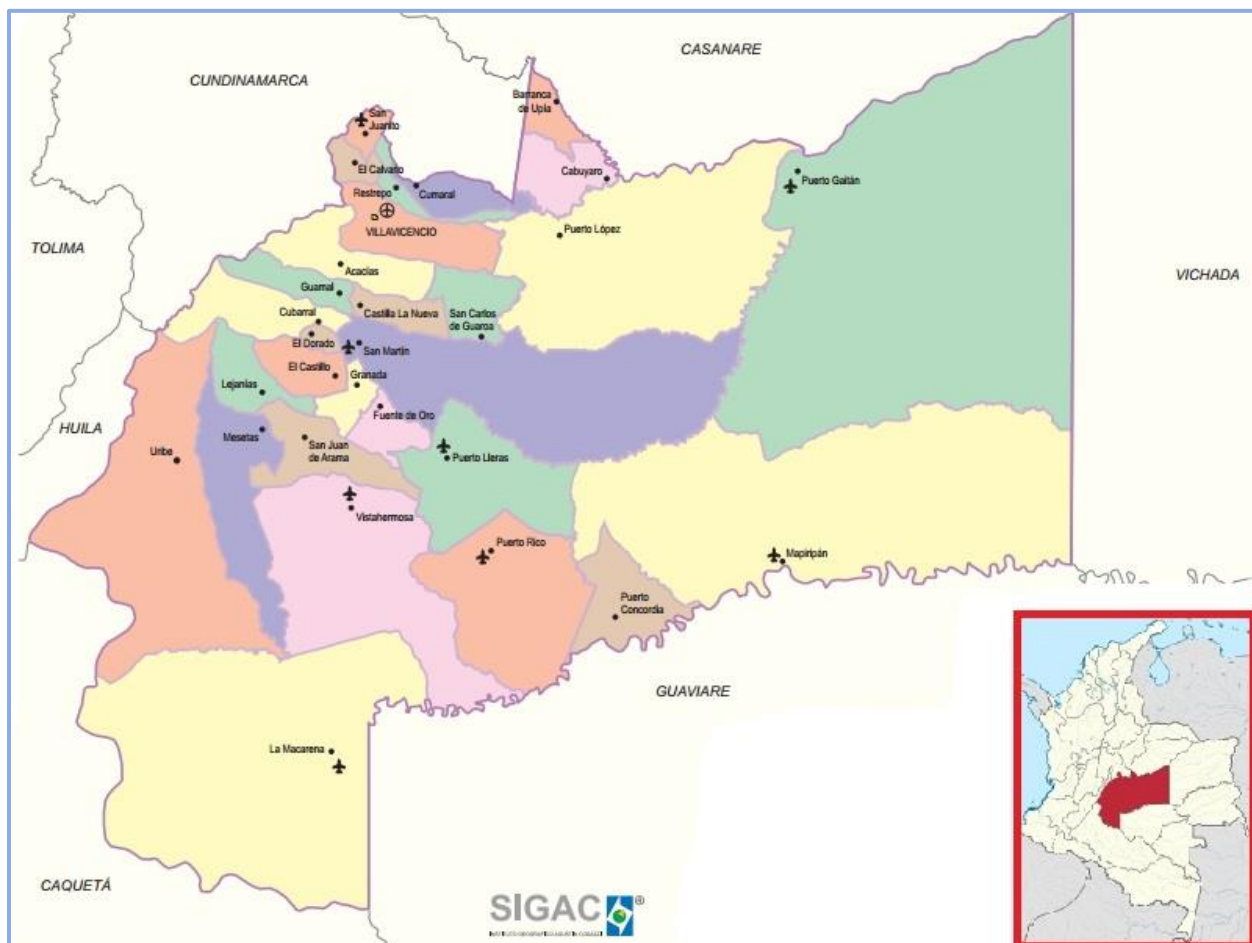 CASANARE
CUNDINAMARCA
Barranca
de Upía
San
Juanito
El Calvario
Cabuyaro
Puerto Gaitán
Restrepo
Cumaral
VILLAVICENCIO
Puerto López
TOLIMA
VICHADA
Acacías
Guamal
Castilla La Nueva
San Carlos
de Guaroa
Cubarral
El Dorado
San Martín
El Castillo
Granada
Lejanías
Fuente de Oro
HUILA
Mesetas
San Juan
de Arama
Uribe
Puerto Lleras
Vistahermosa
Puerto Rico
Mapiripán
Puerto
Concordia
GUAVIARE
La Macarena
CAQUETÁ
SIGAC
®